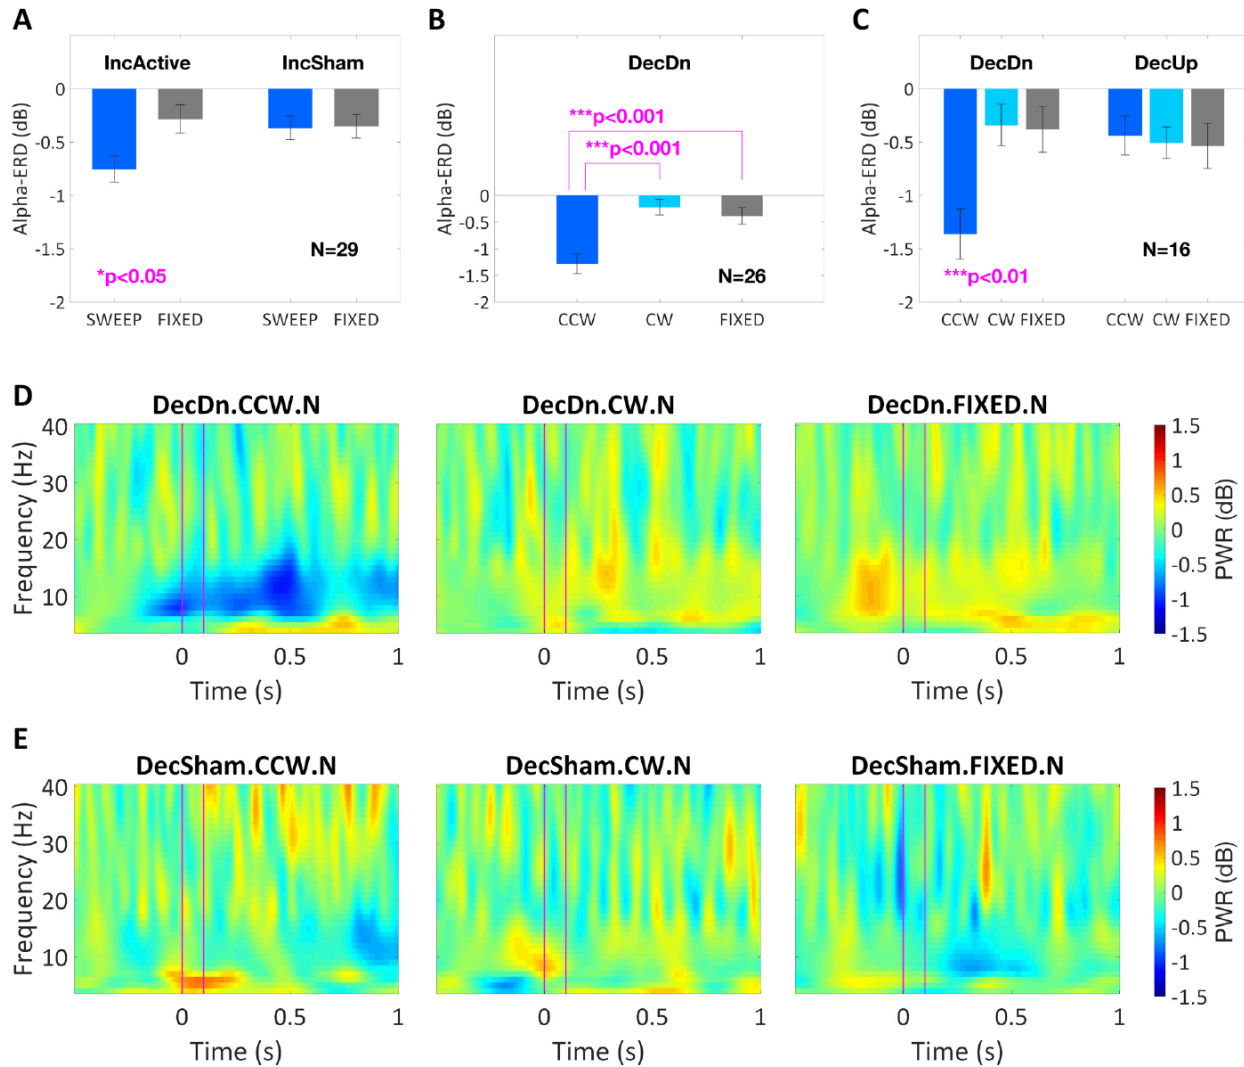 A
IncActive IncSham
Alpha-ERD (dB)
0
-0.5
-1
-1.5
-2
N=29
*p<0.05
SWEEP FIXED SWEEP FIXED
B
DecDn
***p<0.001
***p<0.001
Alpha-ERD (dB)
0
-0.5
-1
-1.5
-2
N=26
CCW CW FIXED
C
DecDn DecUp
Alpha-ERD (dB)
0
-0.5
-1
-1.5
-2
N=16
***p<0.01
CCW CW FIXED CCW CW FIXED
D
DecDn.CCW.N DecDn.CW.N DecDn.FIXED.N
Frequency (Hz)
40
30
20
10
0 0.5 1 0 0.5 1 0 0.5 1
Time (s) Time (s) Time (s)
1.5
1
0.5
0
-0.5
-1
-1.5
PWR (dB)
E
DecSham.CCW.N DecSham.CW.N DecSham.FIXED.N
Frequency (Hz)
40
30
20
10
0 0.5 1 0 0.5 1 0 0.5 1
Time (s) Time (s) Time (s)
1.5
1
0.5
0
-0.5
-1
-1.5
PWR (dB)